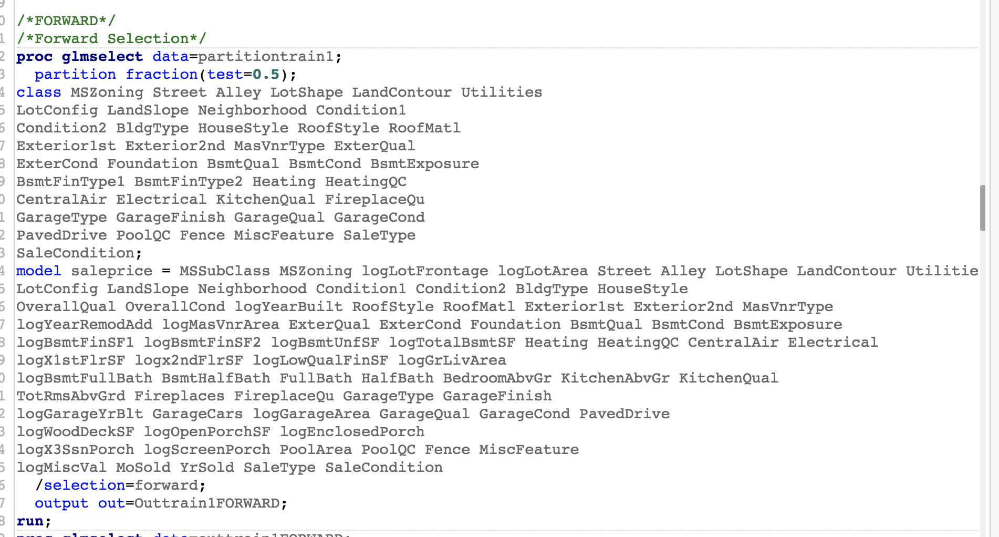 /*FORWARD*/
/*Forward Selection*/
proc glmselect data=partitiontrain1;
partition fraction(test=0.5);
class MSZoning Street Alley LotShape LandContour Utilities
LotConfig LandSlope Neighborhood Condition1
Condition2 BldgType HouseStyle RoofStyle RoofMatl
Exterior1st Exterior2nd MasVnrType ExterQual
ExterCond Foundation BsmtQual BsmtCond BsmtExposure
BsmtFinType1 BsmtFinType2 Heating HeatingQC
CentralAir Electrical KitchenQual FireplaceQu
GarageType GarageFinish GarageQual GarageCond
PavedDrive PoolQC Fence MiscFeature SaleType
SaleCondition;
model saleprice = MSSubClass MSZoning logLotFrontage logLotArea Street Alley LotShape LandContour Utilitie
LotConfig LandSlope Neighborhood Condition1 Condition2 BldgType HouseStyle
OverallQual OverallCond logYearBuilt RoofStyle RoofMatl Exterior1st Exterior2nd MasVnrType
logYearRemodAdd logMasVnrArea ExterQual ExterCond Foundation BsmtQual BsmtCond BsmtExposure
logBsmtFinSF1 logBsmtFinSF2 logBsmtUnfSF logTotalBsmtSF Heating HeatingQC CentralAir Electrical
logX1stFlrSF logx2ndFlrSF logLowQualFinSF logGrLivArea
logBsmtFullBath BsmtHalfBath FullBath HalfBath BedroomAbvGr KitchenAbvGr KitchenQual
TotRmsAbvGrd Fireplaces FireplaceQu GarageType GarageFinish
logGarageYrBlt GarageCars logGarageArea GarageQual GarageCond PavedDrive
logWoodDeckSF logOpenPorchSF logEnclosedPorch
logX3SsnPorch logScreenPorch PoolArea PoolQC Fence MiscFeature
logMiscVal MoSold YrSold SaleType SaleCondition
/selection=forward;
output out=Outtrain1FORWARD;
run;